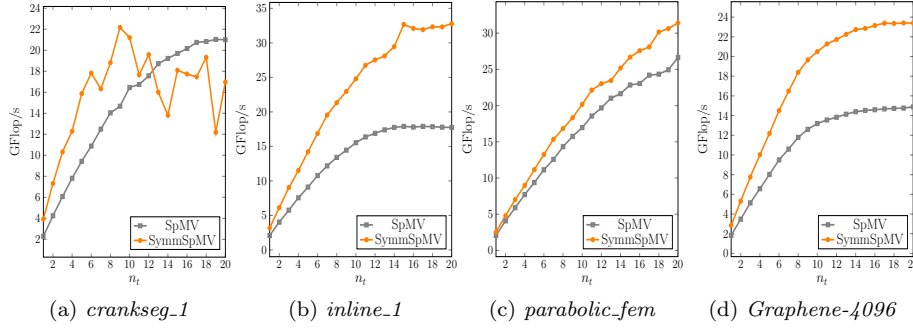 GFlop/s
24
22
20
18
16
14
12
10
8
6
4
2
2 4 6 8 10 12 14 16 18 20
n_t
SpMV
SymmSpMV
(a) crankseg_1
GFlop/s
35
30
25
20
15
10
5
0
2 4 6 8 10 12 14 16 18 20
n_t
SpMV
SymmSpMV
(b) inline_1
GFlop/s
30
25
20
15
10
5
0
2 4 6 8 10 12 14 16 18 20
n_t
SpMV
SymmSpMV
(c) parabolic_fem
GFlop/s
24
22
20
18
16
14
12
10
8
6
4
2
0
2 4 6 8 10 12 14 16 18 20
n_t
SpMV
SymmSpMV
(d) Graphene-4096